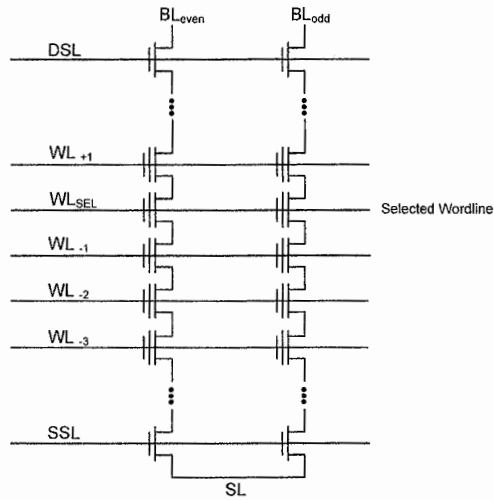 BLeven BLodd
DSL
WL +1
WLSEL Selected Wordline
WL -1
WL -2
WL -3
SSL
SL